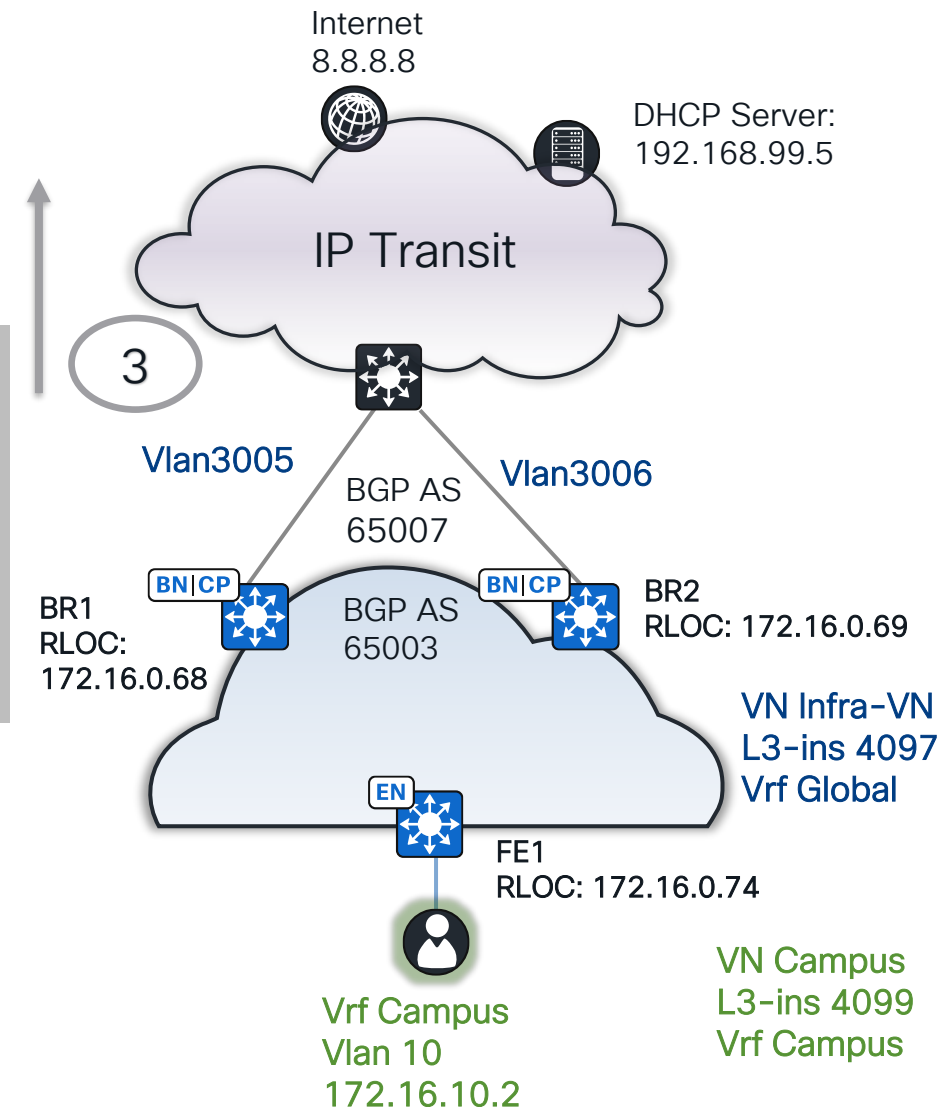 Internet
8.8.8.8
DHCP Server:
192.168.99.5
IP Transit
3
Vlan3005
Vlan3006
BGP AS
65007
BN|CP
BN|CP
BR1
RLOC:
172.16.0.68
BGP AS
65003
BR2
RLOC: 172.16.0.69
VN Infra-VN
L3-ins 4097
Vrf Global
EN
FE1
RLOC: 172.16.0.74
VN Campus
L3-ins 4099
Vrf Campus
Vrf Campus
Vlan 10
172.16.10.2